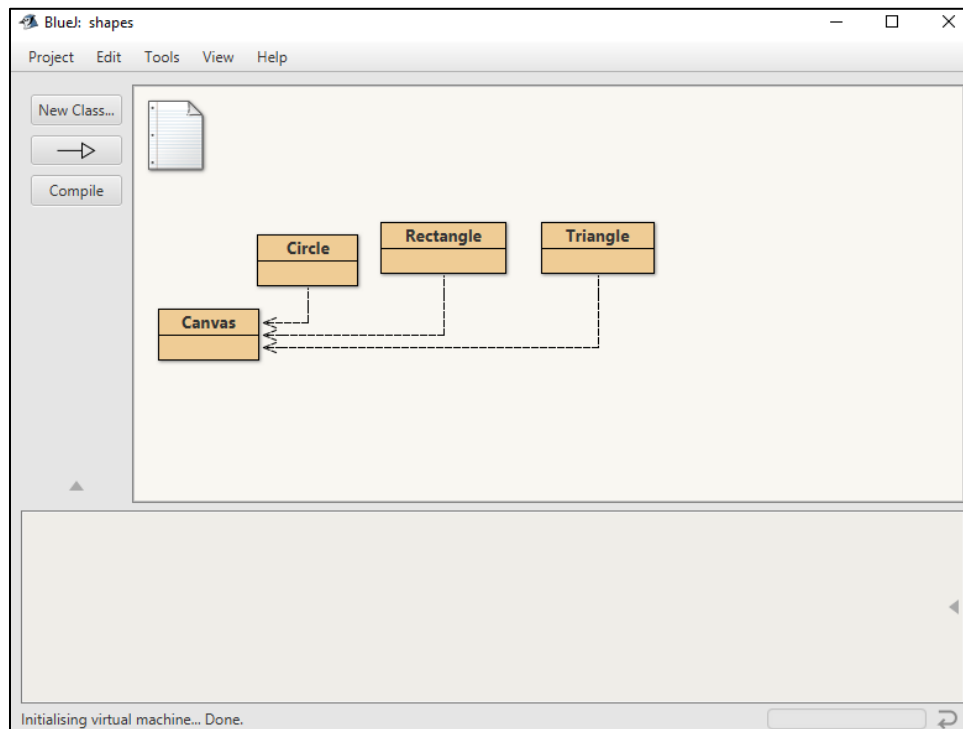 BlueJ: shapes
Project Edit Tools View Help
New Class...
Compile
Circle
Rectangle
Triangle
Canvas
Initialising virtual machine... Done.